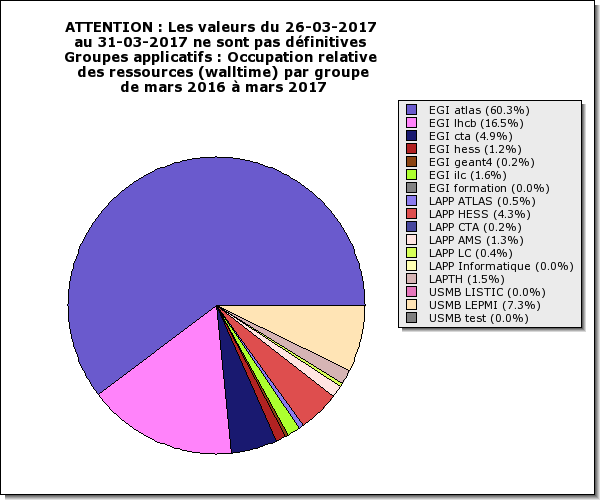 ATTENTION : Les valeurs du 26-03-2017
au 31-03-2017 ne sont pas définitives
Groupes applicatifs : Occupation relative
des ressources (walltime) par groupe
de mars 2016 à mars 2017
EGI atlas (60.3%)
EGI lhcb (16.5%)
EGI cta (4.9%)
EGI hess (1.2%)
EGI geant4 (0.2%)
EGI ilc (1.6%)
EGI formation (0.0%)
LAPP ATLAS (0.5%)
LAPP HESS (4.3%)
LAPP CTA (0.2%)
LAPP AMS (1.3%)
LAPP LC (0.4%)
LAPP Informatique (0.0%)
LAPTH (1.5%)
USMB LISTIC (0.0%)
USMB LEPMI (7.3%)
USMB test (0.0%)